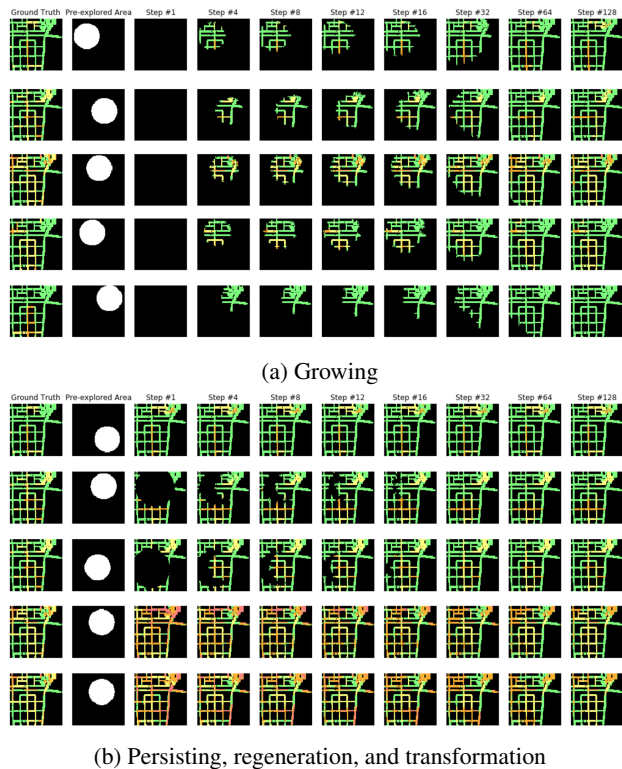 Ground Truth Pre-explored Area Step #1 Step #4 Step #8 Step #12 Step #16 Step #32 Step #64 Step #128
(a) Growing
Ground Truth Pre-explored Area Step #1 Step #4 Step #8 Step #12 Step #16 Step #32 Step #64 Step #128
(b) Persisting, regeneration, and transformation